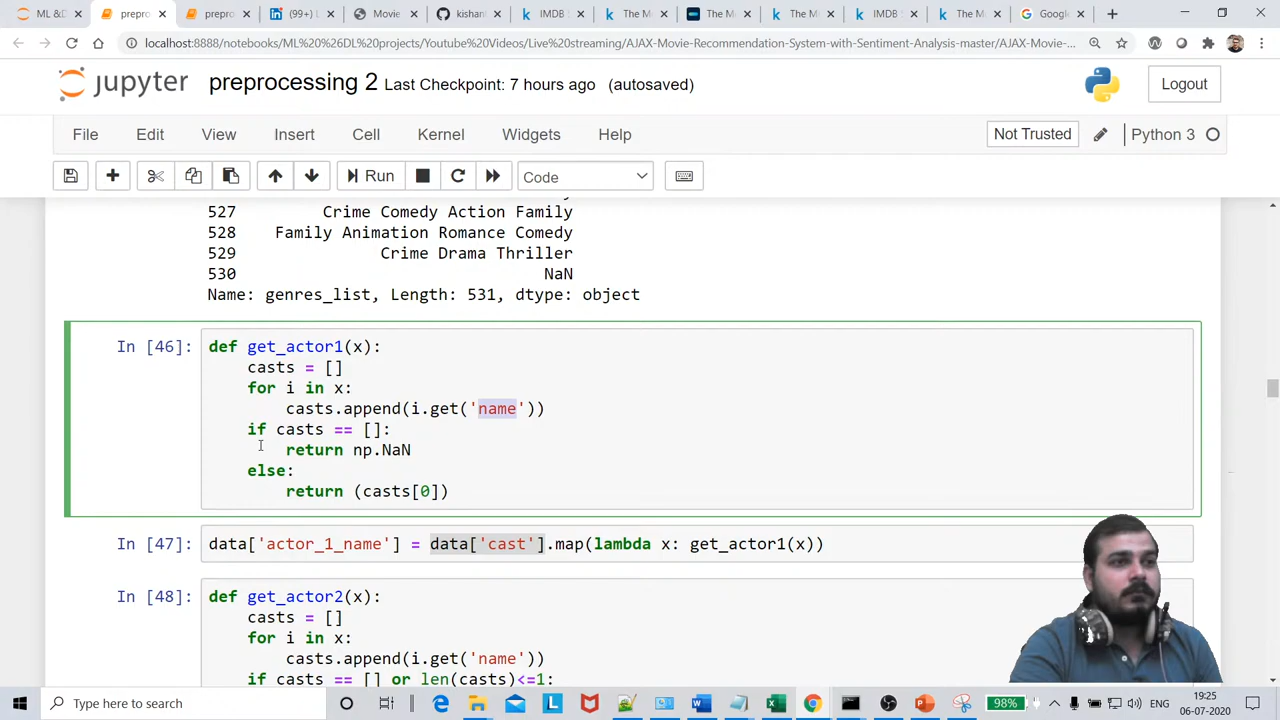 ML &D
prepro
prepro
(99+) L
Movie
kishan
IMDB S
The M
The M
The M
IMDB S
The M
Google
localhost:8888/notebooks/ML%20%26DL%20projects/Youtube%20Videos/Live%20streaming/AJAX-Movie-Recommendation-System-with-Sentiment-Analysis-master/AJAX-Movie-...
jupyter preprocessing 2 Last Checkpoint: 7 hours ago (autosaved) Logout
File Edit View Insert Cell Kernel Widgets Help Not Trusted Python 3
Run Code
527 Crime Comedy Action Family
528 Family Animation Romance Comedy
529 Crime Drama Thriller
530 NaN
Name: genres_list, Length: 531, dtype: object
In [46]: def get_actor1(x):
casts = []
for i in x:
casts.append(i.get('name'))
if casts == []:
return np.NaN
else:
return (casts[0])
In [47]: data['actor_1_name'] = data['cast'].map(lambda x: get_actor1(x))
In [48]: def get_actor2(x):
casts = []
for i in x:
casts.append(i.get('name'))
if casts == [] or len(casts)<=1:
Type here to search
98%
19:25
06-07-2020